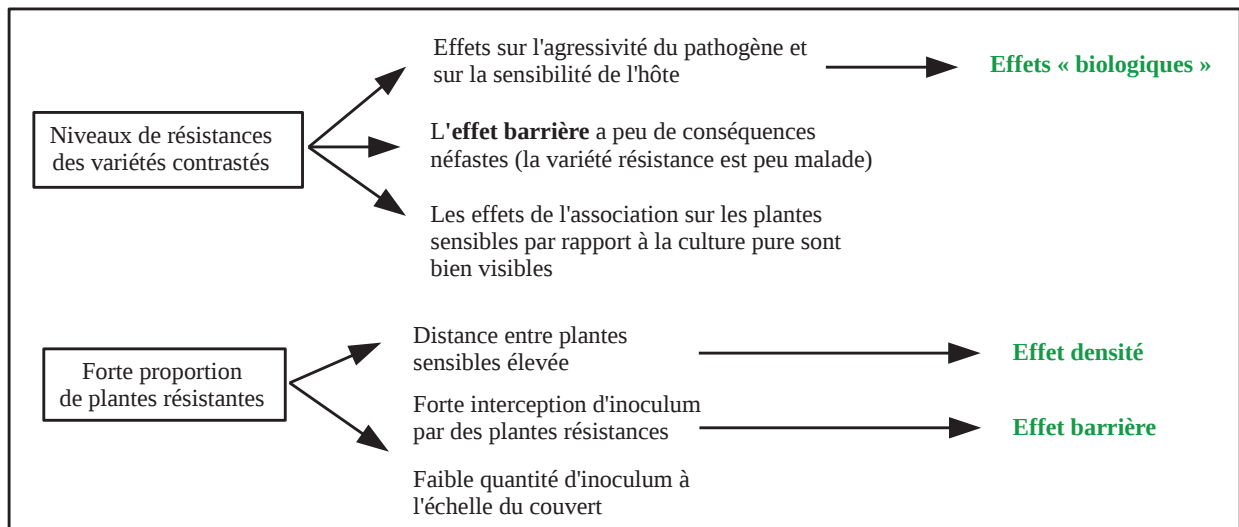 Effets sur l'agressivité du pathogène et
sur la sensibilité de l'hôte
Effets « biologiques »
Niveaux de résistances
des variétés contrastés
L'effet barrière a peu de conséquences
néfastes (la variété résistance est peu malade)
Les effets de l'association sur les plantes
sensibles par rapport à la culture pure sont
bien visibles
Forte proportion
de plantes résistantes
Distance entre plantes
sensibles élevée
Effet densité
Forte interception d'inoculum
par des plantes résistances
Effet barrière
Faible quantité d'inoculum à
l'échelle du couvert